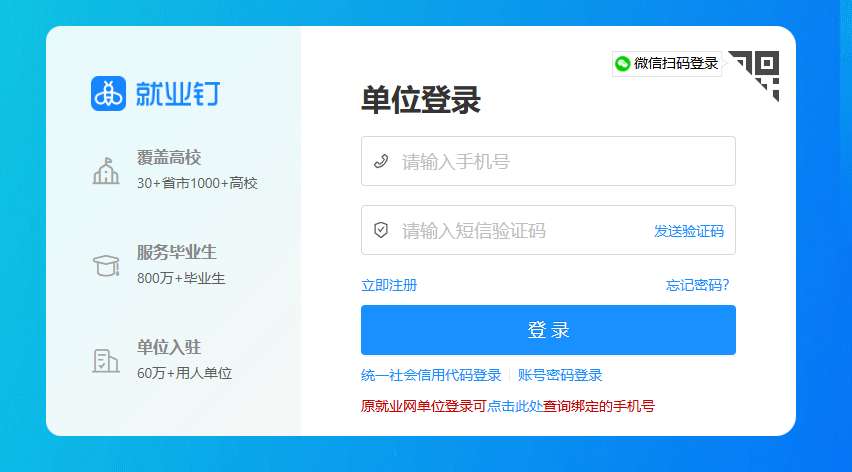 就业钉
覆盖高校
30+省市1000+高校
服务毕业生
800万+毕业生
单位入驻
60万+用人单位
微信扫码登录
单位登录
请输入手机号
请输入短信验证码
发送验证码
立即注册
忘记密码?
登录
统一社会信用代码登录
账号密码登录
原就业网单位登录可点击此处查询绑定的手机号